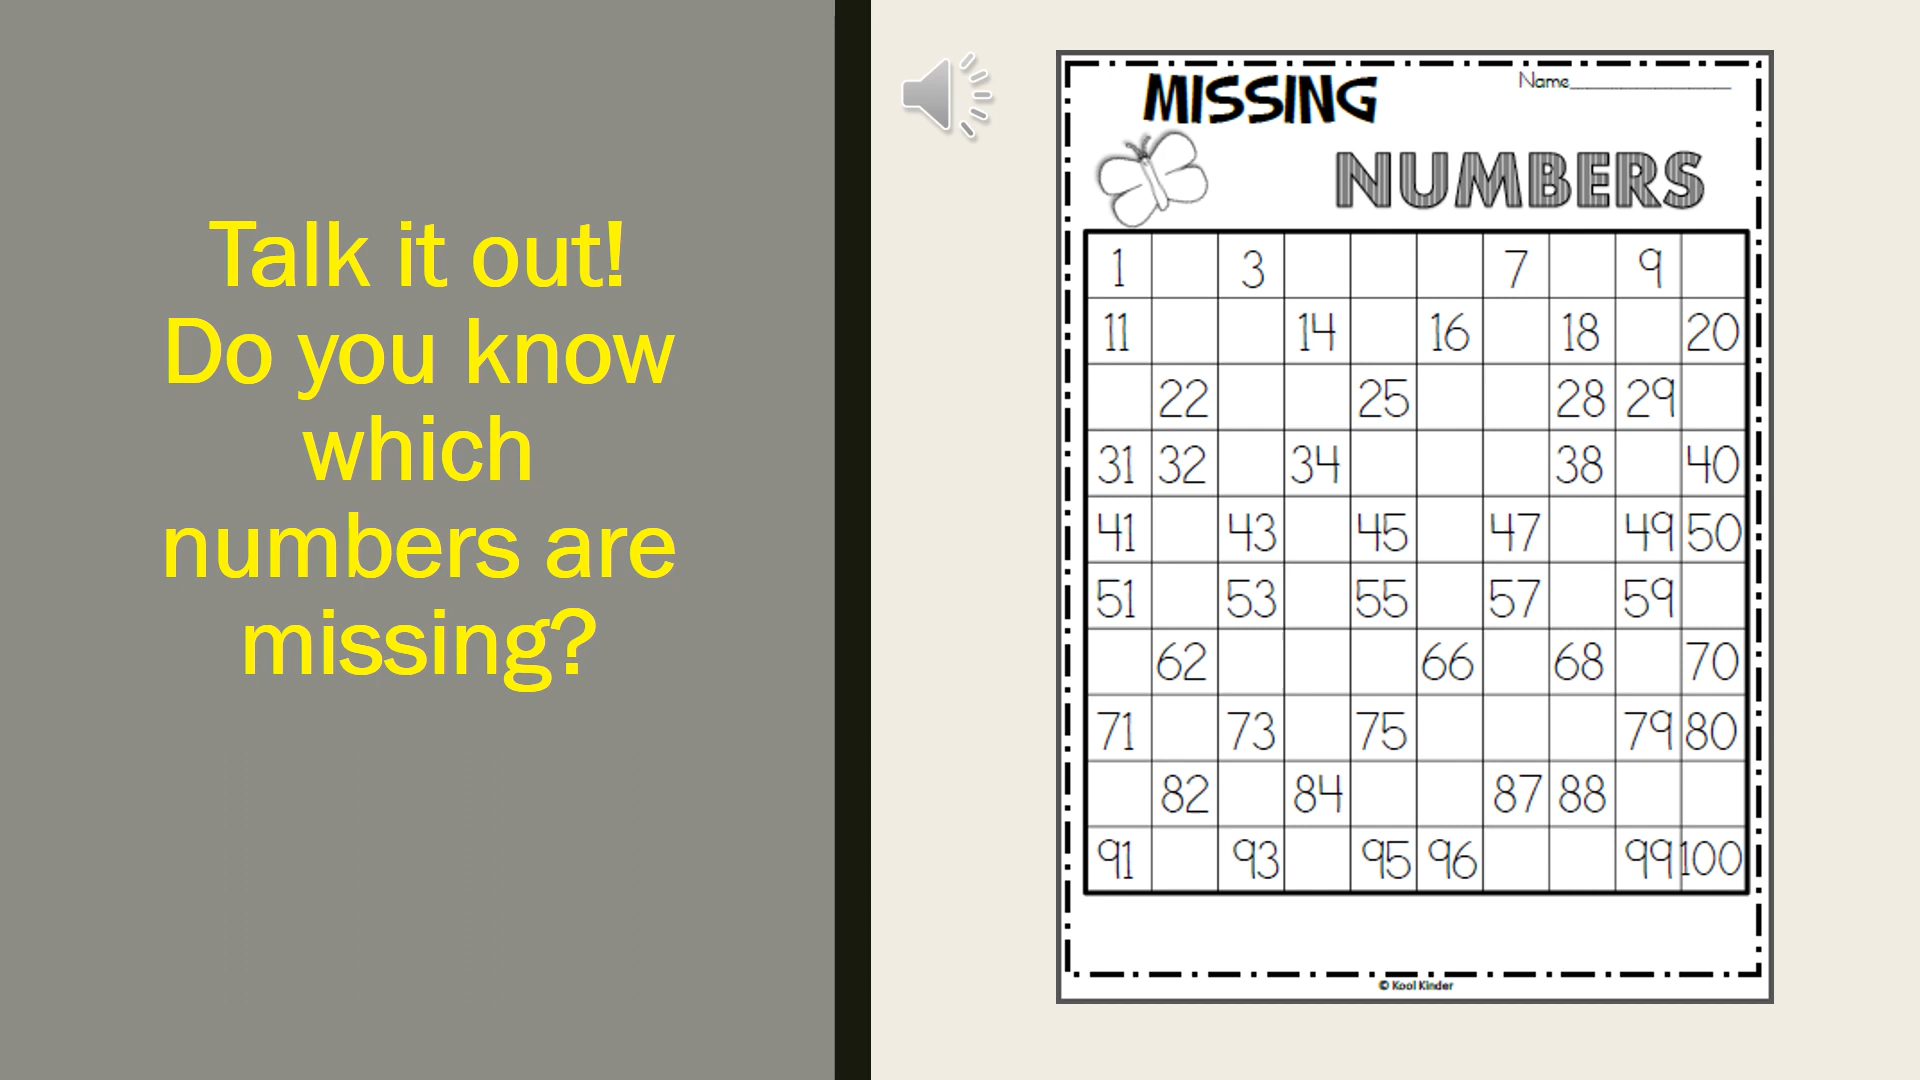 Talk it out!
Do you know
which
numbers are
missing?
MISSING
Name
NUMBERS
1 3 7 9
11 14 16 18 20
22 25 28 29
31 32 34 38 40
41 43 45 47 49 50
51 53 55 57 59
62 66 68 70
71 73 75 79 80
82 84 87 88
91 93 95 96 99 100
© Kool Kinder